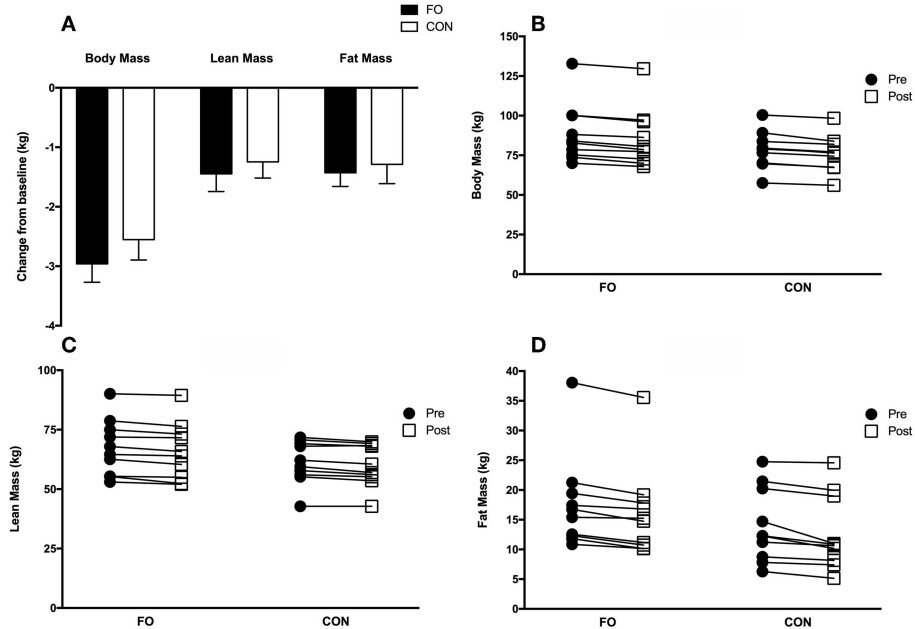 A
FO
CON
Body Mass Lean Mass Fat Mass
0
-1
-2
-3
-4
Change from baseline (kg)
B
150
125
100
75
50
25
0
Body Mass (kg)
FO CON
Pre
Post
C
100
75
50
25
0
Lean Mass (kg)
FO CON
Pre
Post
D
40
35
30
25
20
15
10
5
0
Fat Mass (kg)
FO CON
Pre
Post